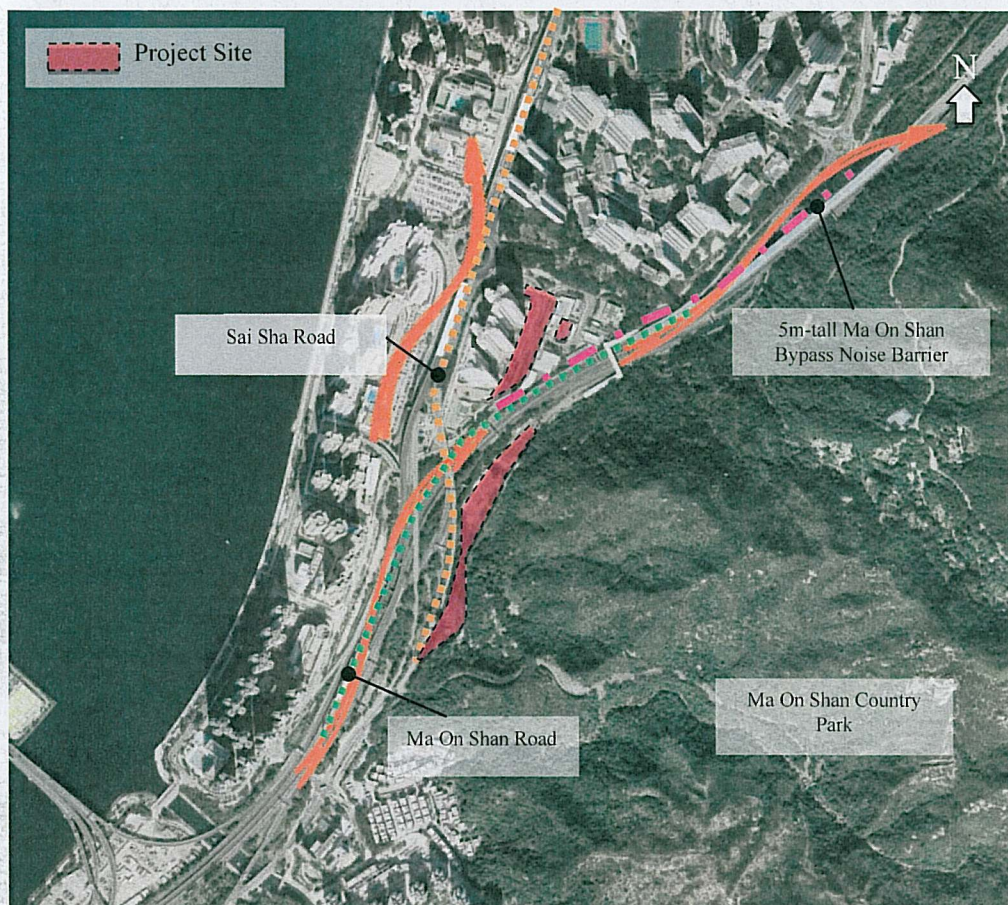 Project Site
N
Sai Sha Road
5m-tall Ma On Shan
Bypass Noise Barrier
Ma On Shan Country
Park
Ma On Shan Road